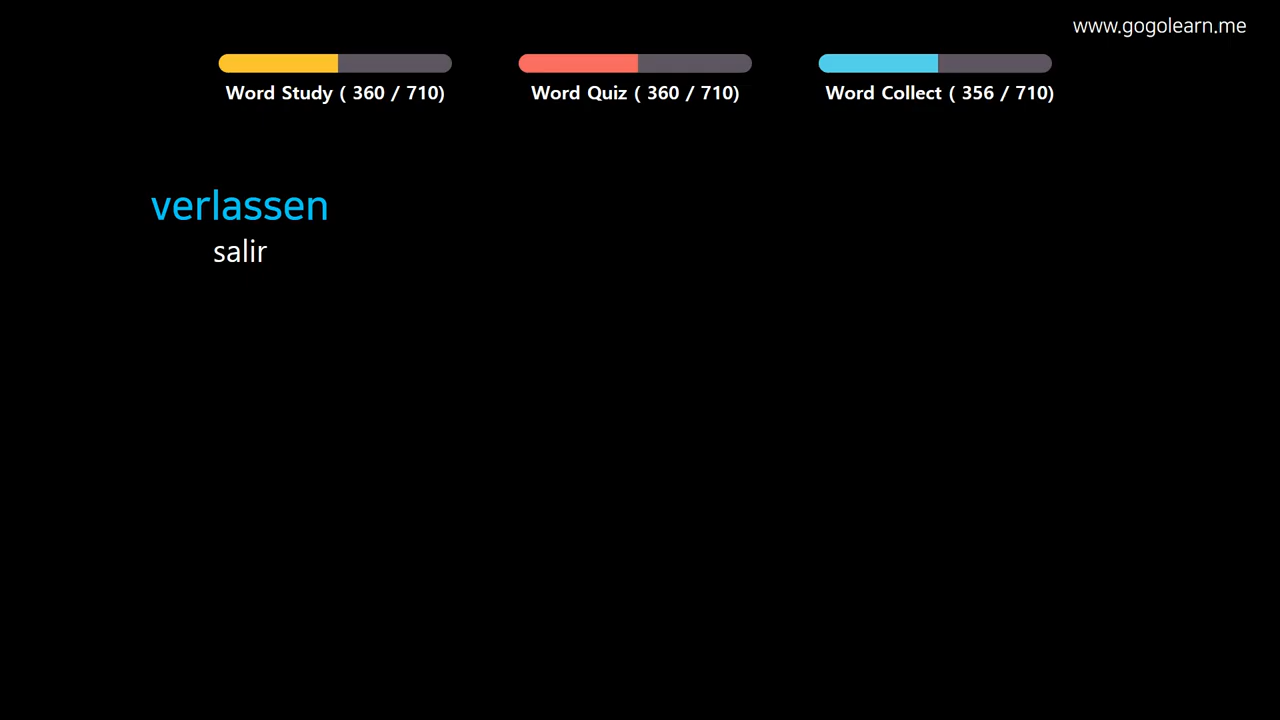 www.gogolearn.me
Word Study ( 360 / 710)
Word Quiz ( 360 / 710)
Word Collect ( 356 / 710)
verlassen
salir